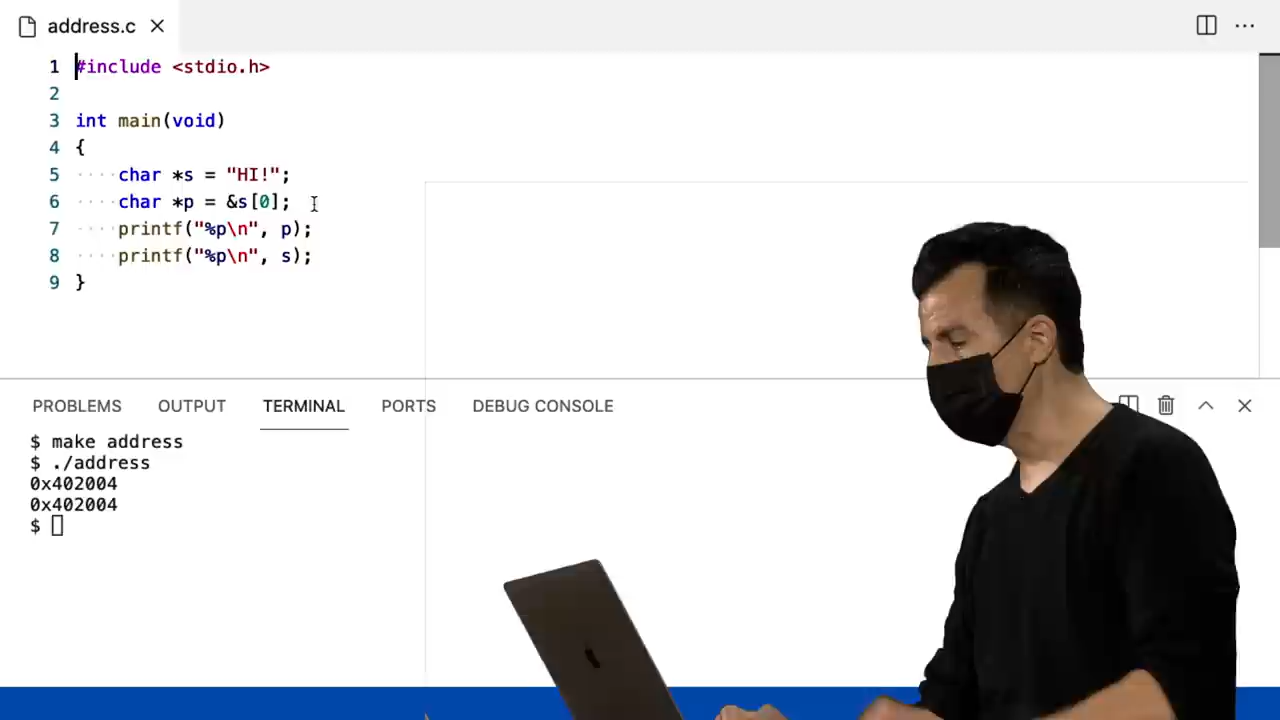 address.c
1 #include <stdio.h>
2
3 int main(void)
4 {
5 ····char *s = "HI!";
6 ····char *p = &s[0];
7 ····printf("%p\n", p);
8 ····printf("%p\n", s);
9 }
PROBLEMS OUTPUT TERMINAL PORTS DEBUG CONSOLE
$ make address
$ ./address
0x402004
0x402004
$